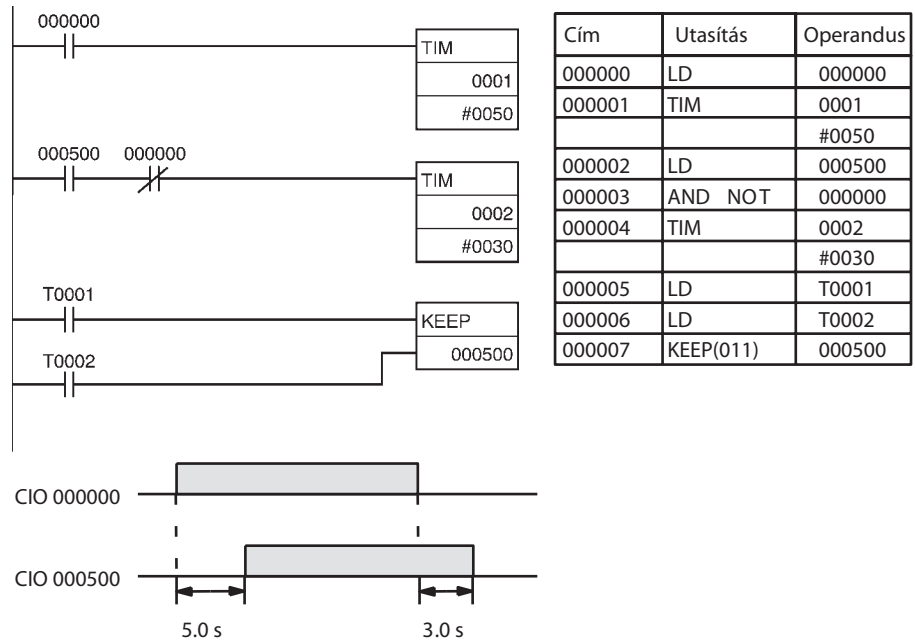 000000
TIM
0001
#0050
000500 000000
TIM
0002
#0030
T0001
KEEP
000500
T0002
Cím Utasítás Operandus
000000 LD 000000
000001 TIM 0001
#0050
000002 LD 000500
000003 AND NOT 000000
000004 TIM 0002
#0030
000005 LD T0001
000006 LD T0002
000007 KEEP(011) 000500
CIO 000000
CIO 000500
5.0 s 3.0 s